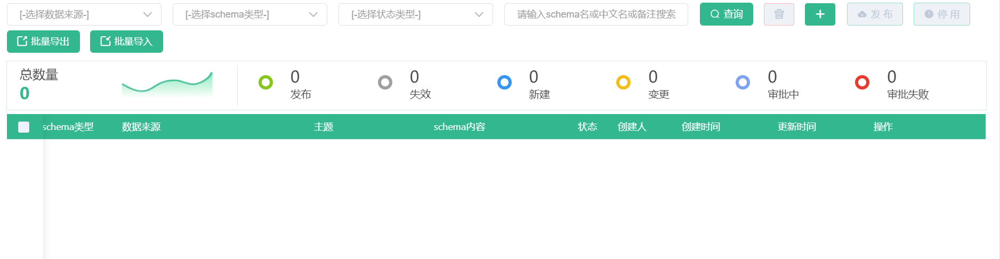 [-选择数据来源-] [-选择schema类型-] [-选择状态类型-] 请输入schema名或中文名或备注搜索 查询 发 布 停 用
批量导出 批量导入
总数量 0 0 0 0 0 0
0 发布 失效 新建 变更 审批中 审批失败
schema类型 数据来源 主题 schema内容 状态 创建人 创建时间 更新时间 操作